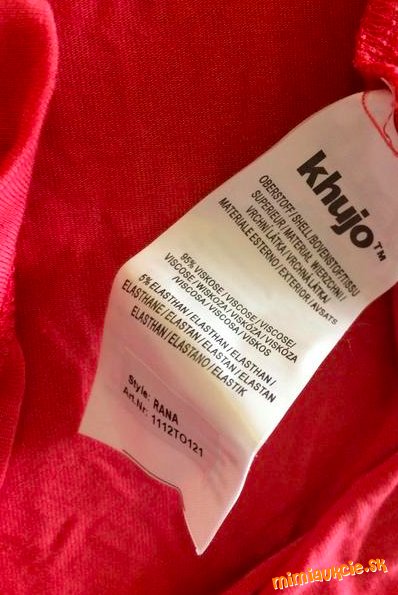 khujo™
OBERSTOFF/SHELL/BOVENSTOF/TISSU
SUPERIEUR/MATERIAŁ WIERZCHNI/
VRCHNÍ LÁTKA/VRCHNÍ LÁTKA/
MATERIALE ESTERNO/EXTERIOR/AVSATS
95% VISKOSE/VISCOSE/VISCOSE/
VISCOSE/WISKOZA/VISKÓZA/VISKÓZA
/VISCOSA/VISCOSA/VISKOS
5% ELASTHAN/ELASTHAN/ELASTHAN/
ELASTHANE/ELASTAN/ELASTAN/ELASTAN
ELASTHAN/ELASTANO/ELASTIK
Style: RANA
Art.Nr: 1112TO121
mimiaukcie.sk